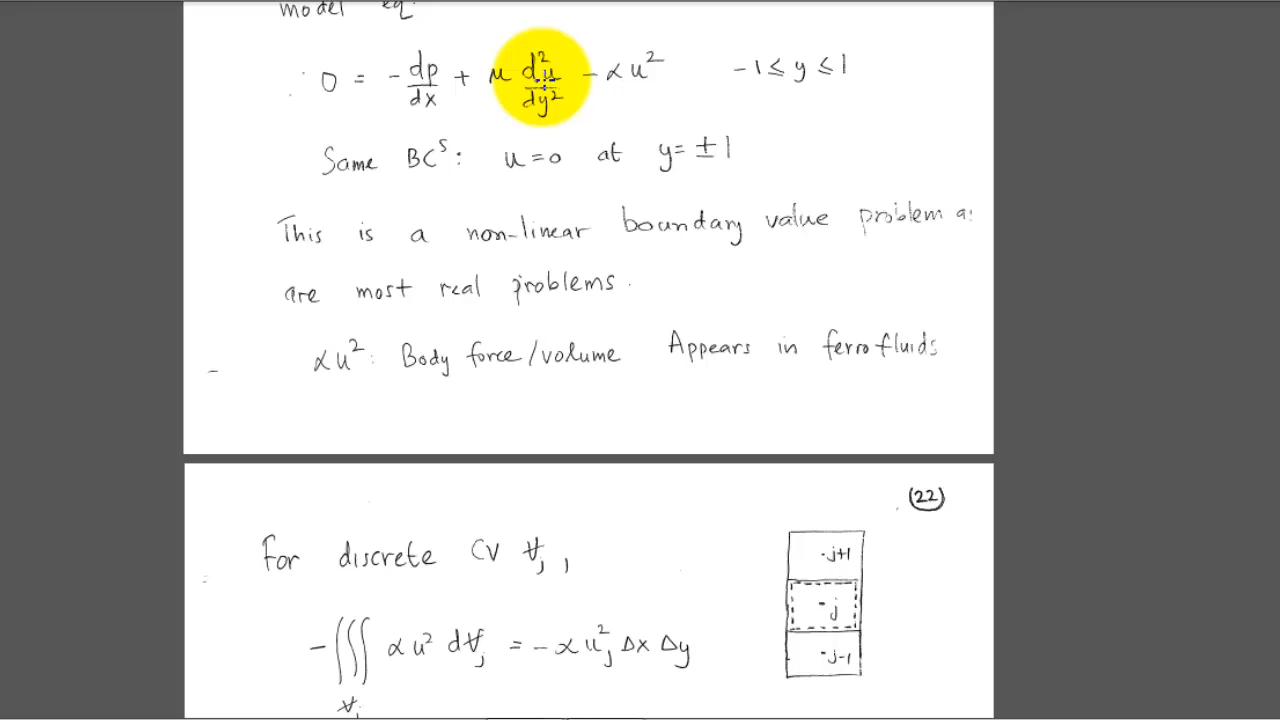 model eq
0 = - dp/dx + μ d²u/dy² - αu² -1 ≤ y ≤ 1
Same BCˢ: u=0 at y= ±1
This is a non-linear boundary value problem as
are most real problems.
αu²: Body force/volume Appears in ferrofluids
(22)
For discrete CV ∀j,
·j+1
·j
·j-1
- ∭ αu² d∀j = -αuj² Δx Δy
∀j